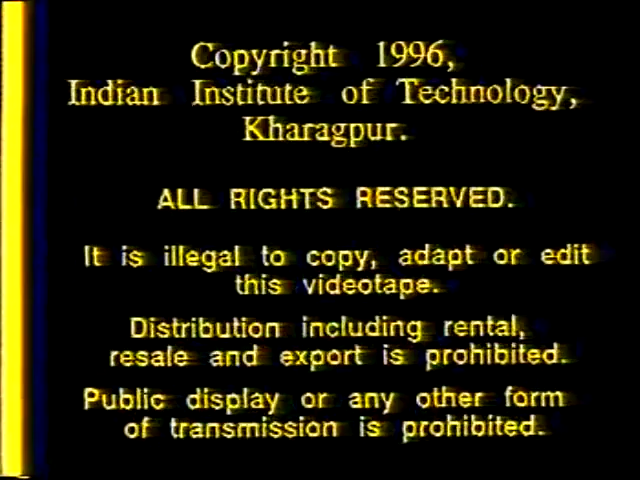 Copyright 1996,
Indian Institute of Technology,
Kharagpur.
ALL RIGHTS RESERVED.
It is illegal to copy, adapt or edit
this videotape.
Distribution including rental,
resale and export is prohibited.
Public display or any other form
of transmission is prohibited.